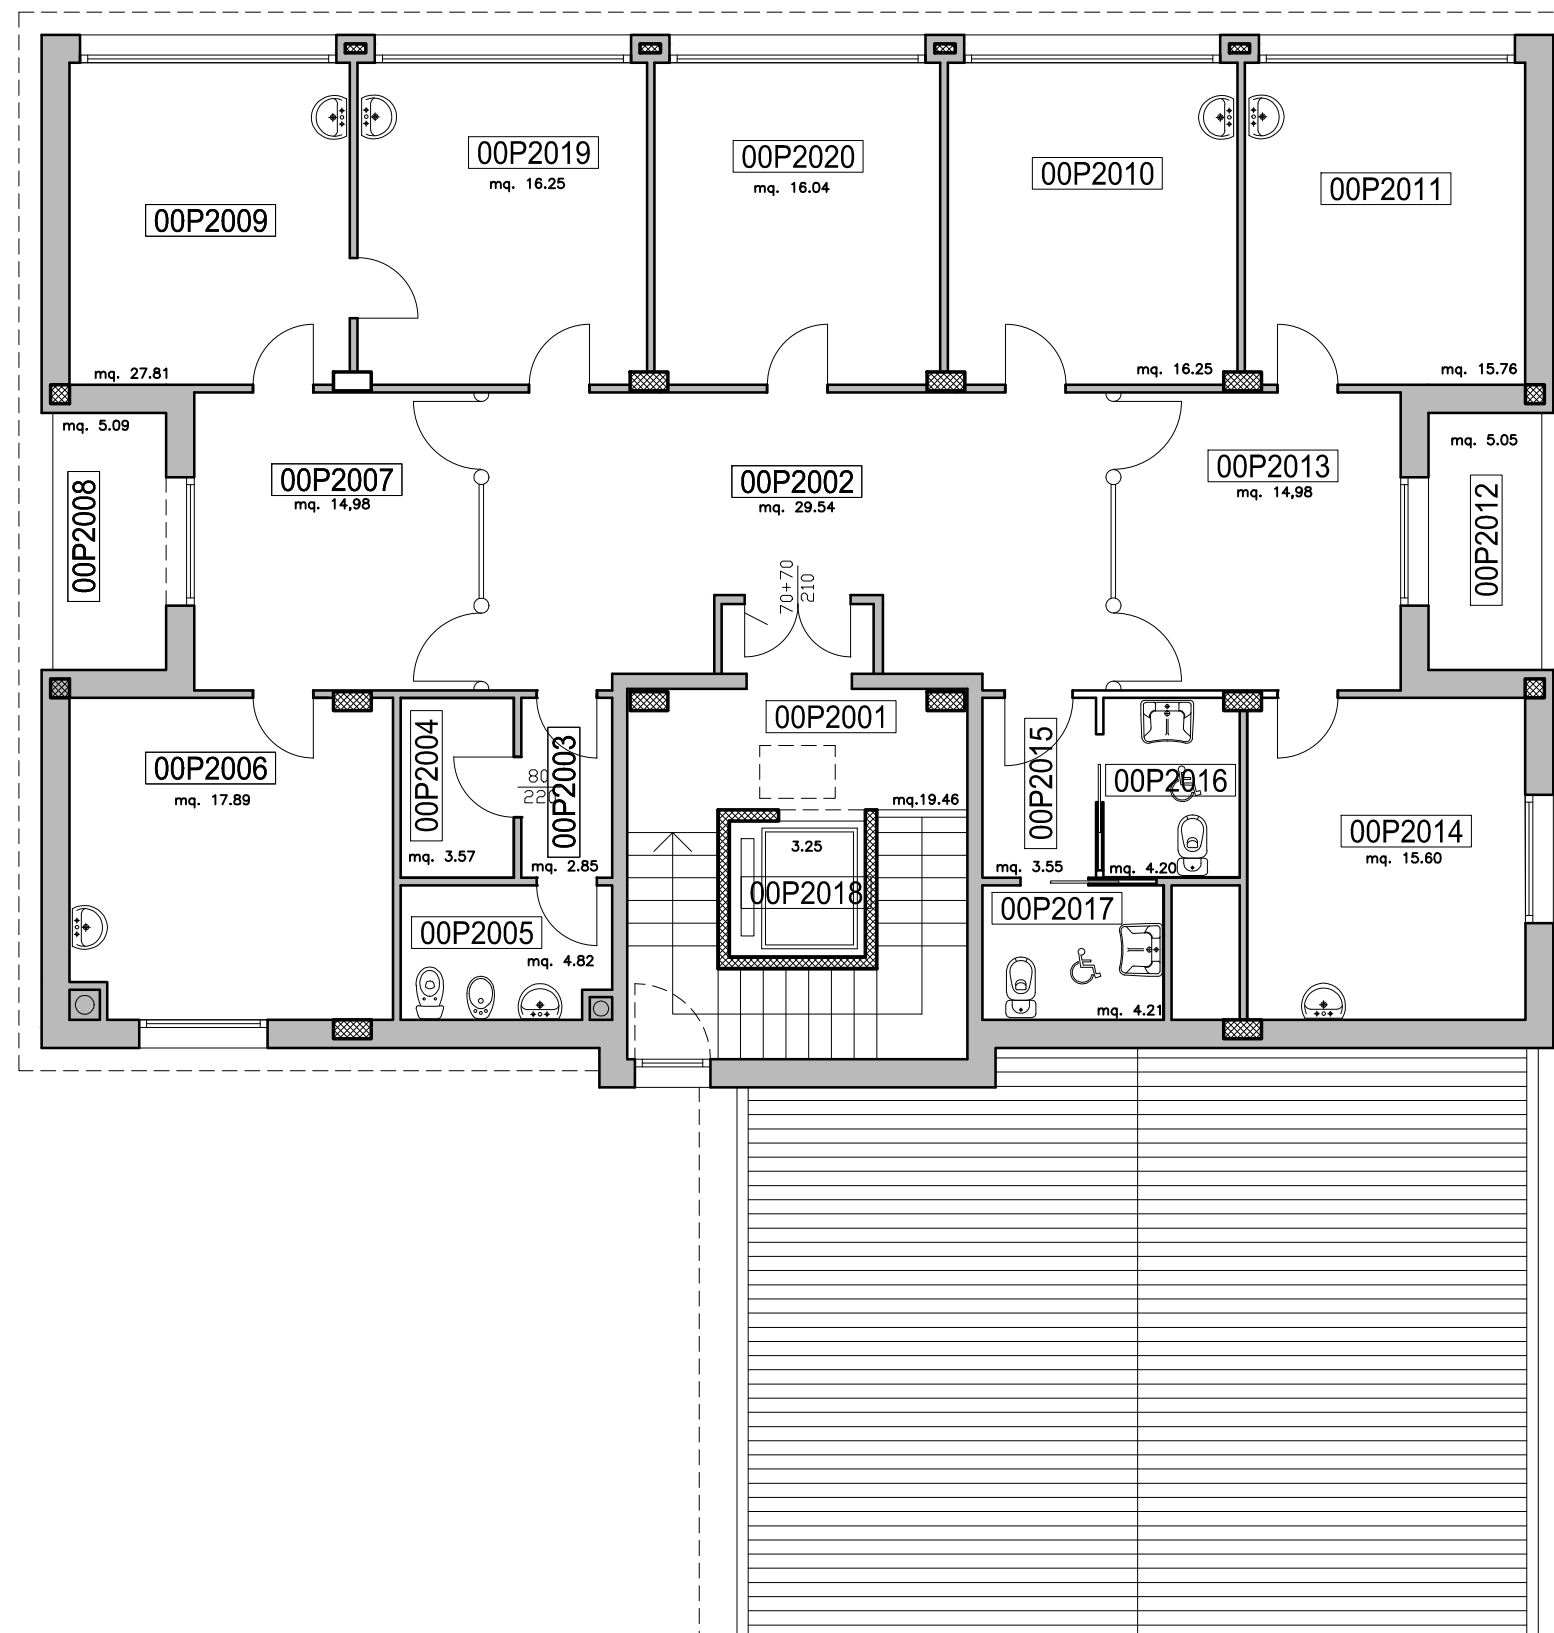 00P2019
mq. 16.25
00P2020
mq. 16.04
00P2010
00P2011
00P2009
mq. 27.81
mq. 16.25
mq. 15.76
mq. 5.09
mq. 5.05
00P2007
mq. 14,98
00P2002
mq. 29.54
00P2013
mq. 14,98
00P2008
00P2012
70+70
210
00P2001
00P2006
mq. 17.89
00P2004
mq. 3.57
80
220
00P2003
mq. 2.85
mq.19.46
3.25
00P2018
00P2015
mq. 3.55
00P2016
mq. 4.20
00P2014
mq. 15.60
00P2005
mq. 4.82
00P2017
mq. 4.21